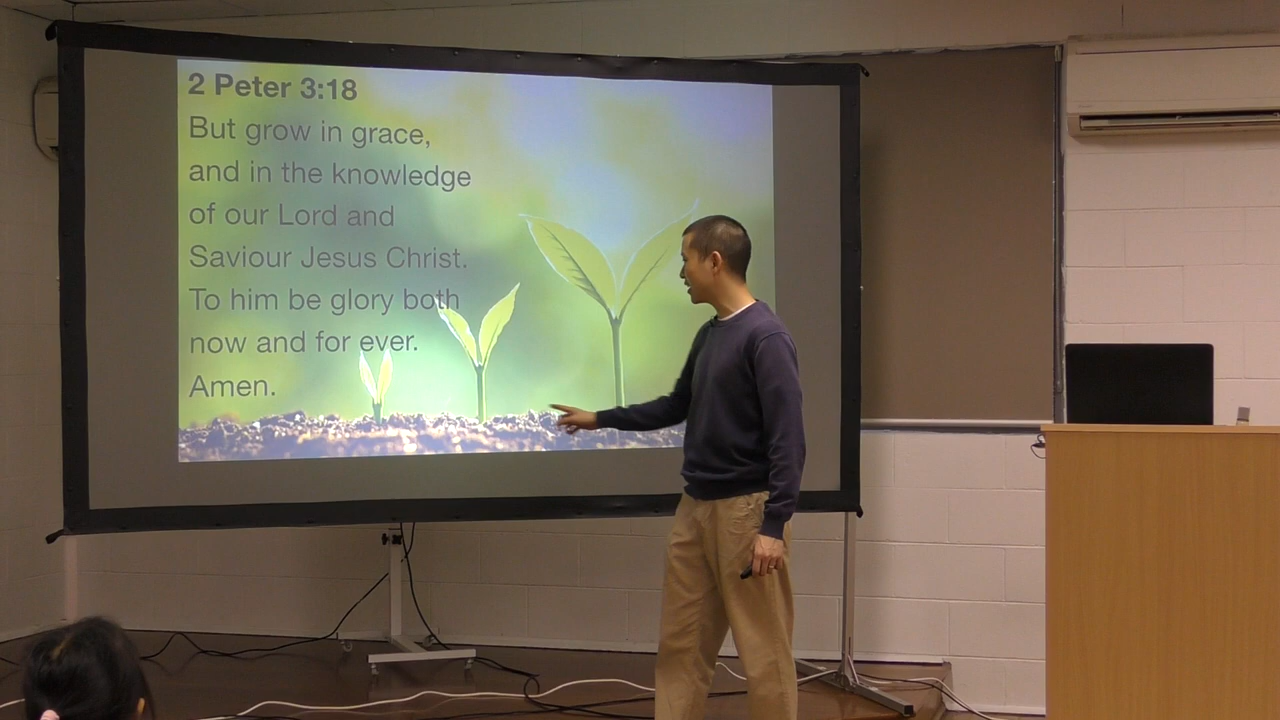 2 Peter 3:18
But grow in grace,
and in the knowledge
of our Lord and
Saviour Jesus Christ.
To him be glory both
now and for ever.
Amen.